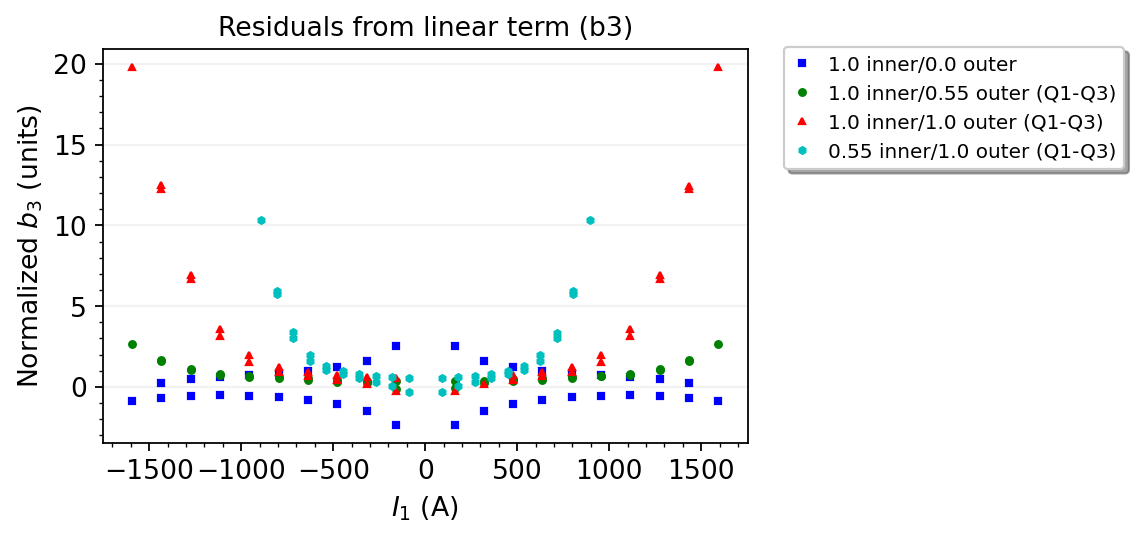 Residuals from linear term (b3)
Normalized b3 (units)
20
15
10
5
0
−1500 −1000 −500 0 500 1000 1500
I1 (A)
1.0 inner/0.0 outer
1.0 inner/0.55 outer (Q1-Q3)
1.0 inner/1.0 outer (Q1-Q3)
0.55 inner/1.0 outer (Q1-Q3)